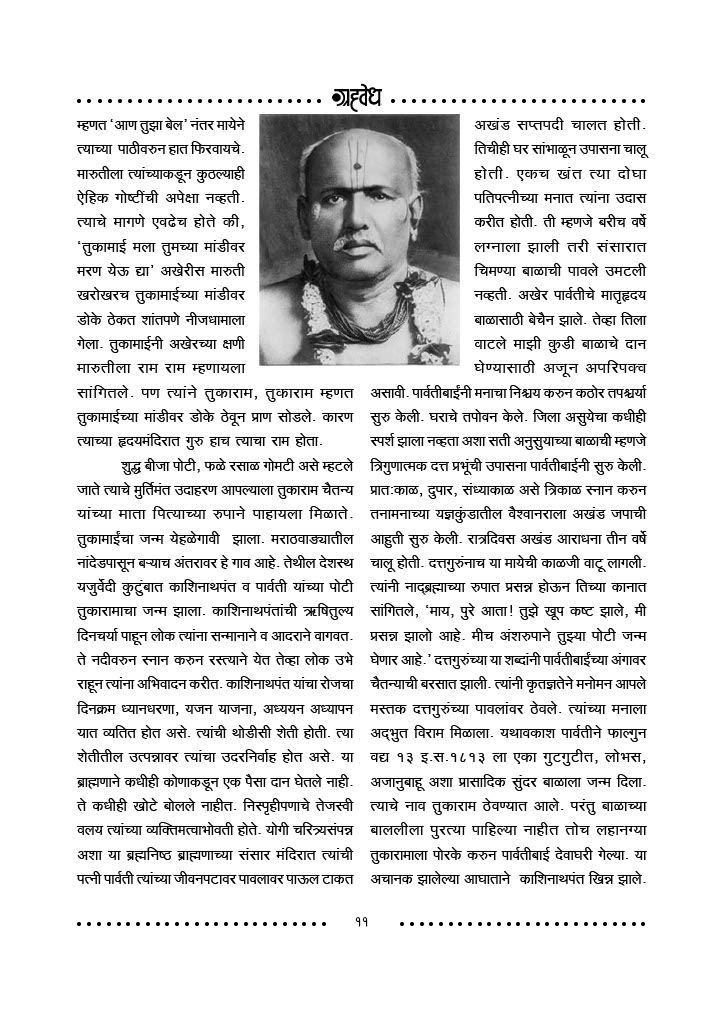 ग्रहवेध
म्हणत ‘आण तुझा बेल’ नंतर मायेने
त्याच्या पाठीवरुन हात फिरवायचे.
मारुतीला त्यांच्याकडून कुठल्याही
ऐहिक गोष्टींची अपेक्षा नव्हती.
त्याचे मागणे एवढेच होते की,
‘तुकामाई मला तुमच्या मांडीवर
मरण येऊ द्या’ अखेरीस मारुती
खरोखरच तुकामाईच्या मांडीवर
डोके ठेकत शांतपणे नीजधामाला
गेला. तुकामाईनी अखेरच्या क्षणी
मारुतीला राम राम म्हणायला
सांगितले. पण त्यांने तुकाराम, तुकाराम म्हणत
तुकामाईच्या मांडीवर डोके ठेवून प्राण सोडले. कारण
त्याच्या हृदयमंदिरात गुरु हाच त्याचा राम होता.
शुद्ध बीजा पोटी, फळे रसाळ गोमटी असे म्हटले
जाते त्याचे मुर्तिमंत उदाहरण आपल्याला तुकाराम चैतन्य
यांच्या माता पित्याच्या रुपाने पाहायला मिळाते.
तुकामाईंचा जन्म येहळेगावी झाला. मराठवाड्यातील
नांदेडपासून बऱ्याच अंतरावर हे गाव आहे. तेथील देशस्थ
यजुर्वेदी कुटुंबात काशिनाथपंत व पार्वती यांच्या पोटी
तुकारामाचा जन्म झाला. काशिनाथपंतांची ऋषितुल्य
दिनचर्या पाहून लोक त्यांना सन्मानाने व आदराने वागवत.
ते नदीवरुन स्नान करुन रस्त्याने येत तेव्हा लोक उभे
राहून त्यांना अभिवादन करीत. काशिनाथपंत यांचा रोजचा
दिनक्रम ध्यानधरणा, यजन याजना, अध्ययन अध्यापन
यात व्यतित होत असे. त्यांची थोडीसी शेती होती. त्या
शेतीतील उत्पन्नावर त्यांचा उदरनिर्वाह होत असे. या
ब्राह्मणाने कधीही कोणाकडून एक पैसा दान घेतले नाही.
ते कधीही खोटे बोलले नाहीत. निस्पृहीपणाचे तेजस्वी
वलय त्यांच्या व्यक्तिमत्वाभोवती होते. योगी चरित्र्यसंपन्न
अशा या ब्रह्मनिष्ठ ब्राह्मणाच्या संसार मंदिरात त्यांची
पत्नी पार्वती त्यांच्या जीवनपटावर पावलावर पाऊल टाकत
अखंड सप्तपदी चालत होती.
तिचीही घर सांभाळून उपासना चालू
होती. एकच खंत त्या दोघा
पतिपत्नीच्या मनात त्यांना उदास
करीत होती. ती म्हणजे बरीच वर्षे
लग्नाला झाली तरी संसारात
चिमण्या बाळाची पावले उमटली
नव्हती. अखेर पार्वतीचे मातृहृदय
बाळासाठी बेचैन झाले. तेव्हा तिला
वाटले माझी कुडी बाळाचे दान
घेण्यासाठी अजून अपरिपक्व
असावी. पार्वतीबाईंनी मनाचा निश्चय करुन कठोर तपश्चर्या
सुरु केली. घराचे तपोवन केले. जिला असुयेचा कधीही
स्पर्श झाला नव्हता अशा सती अनुसुयाच्या बाळाची म्हणजे
त्रिगुणात्मक दत्त प्रभूंची उपासना पार्वतीबाईनी सुरु केली.
प्रातःकाळ, दुपार, संध्याकाळ असे त्रिकाळ स्नान करुन
तनामनाच्या यज्ञकुंडातील वैश्वानराला अखंड जपाची
आहुती सुरु केली. रात्रदिवस अखंड आराधना तीन वर्षे
चालू होती. दत्तगुरुंनाच या मायेची काळजी वाटू लागली.
त्यांनी नाद्ब्रह्माच्या रुपात प्रसन्न होऊन तिच्या कानात
सांगितले, ‘माय, पुरे आता! तुझे खूप कष्ट झाले, मी
प्रसन्न झालो आहे. मीच अंशरुपाने तुझ्या पोटी जन्म
घेणार आहे.’ दत्तगुरुंच्या या शब्दांनी पार्वतीबाईंच्या अंगावर
चैतन्याची बरसात झाली. त्यांनी कृतज्ञतेने मनोमन आपले
मस्तक दत्तगुरुंच्या पावलांवर ठेवले. त्यांच्या मनाला
अद्‌भुत विराम मिळाला. यथावकाश पार्वतीने फाल्गुन
वद्य १३ इ.स.१८१३ ला एका गुटगुटीत, लोभस,
अजानुबाहू अशा प्रासादिक सुंदर बाळाला जन्म दिला.
त्याचे नाव तुकाराम ठेवण्यात आले. परंतु बाळाच्या
बाललीला पुरत्या पाहिल्या नाहीत तोच लहानग्या
तुकारामाला पोरके करुन पार्वतीबाई देवाघरी गेल्या. या
अचानक झालेल्या आघाताने काशिनाथपंत खिन्न झाले.
११